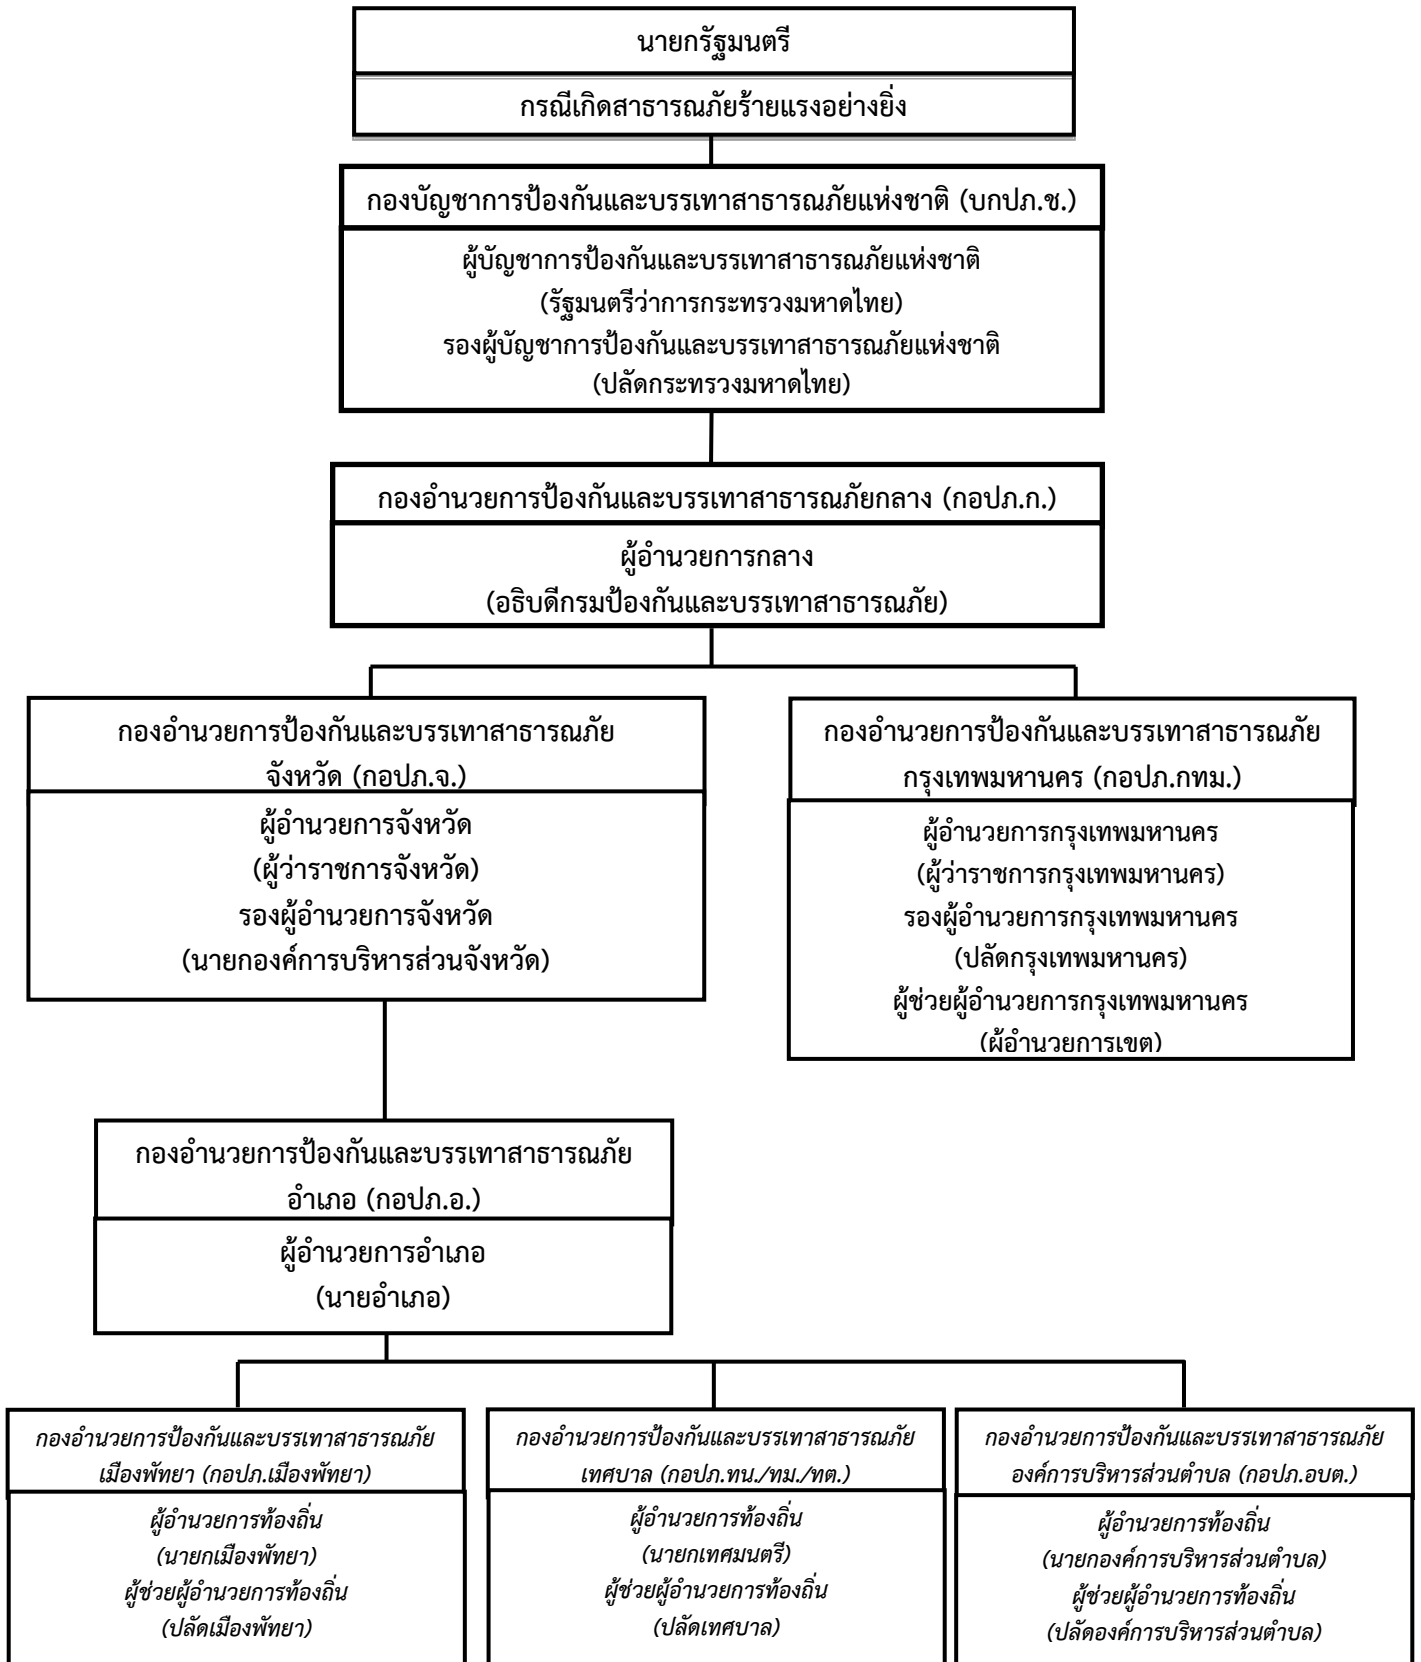 นายกรัฐมนตรี
กรณีเกิดสาธารณภัยร้ายแรงอย่างยิ่ง
กองบัญชาการป้องกันและบรรเทาสาธารณภัยแห่งชาติ (บกปภ.ช.)
ผู้บัญชาการป้องกันและบรรเทาสาธารณภัยแห่งชาติ
(รัฐมนตรีว่าการกระทรวงมหาดไทย)
รองผู้บัญชาการป้องกันและบรรเทาสาธารณภัยแห่งชาติ
(ปลัดกระทรวงมหาดไทย)
กองอำนวยการป้องกันและบรรเทาสาธารณภัยกลาง (กอปภ.ก.)
ผู้อำนวยการกลาง
(อธิบดีกรมป้องกันและบรรเทาสาธารณภัย)
กองอำนวยการป้องกันและบรรเทาสาธารณภัย
จังหวัด (กอปภ.จ.)
ผู้อำนวยการจังหวัด
(ผู้ว่าราชการจังหวัด)
รองผู้อำนวยการจังหวัด
(นายกองค์การบริหารส่วนจังหวัด)
กองอำนวยการป้องกันและบรรเทาสาธารณภัย
กรุงเทพมหานคร (กอปภ.กทม.)
ผู้อำนวยการกรุงเทพมหานคร
(ผู้ว่าราชการกรุงเทพมหานคร)
รองผู้อำนวยการกรุงเทพมหานคร
(ปลัดกรุงเทพมหานคร)
ผู้ช่วยผู้อำนวยการกรุงเทพมหานคร
(ผู้อำนวยการเขต)
กองอำนวยการป้องกันและบรรเทาสาธารณภัย
อำเภอ (กอปภ.อ.)
ผู้อำนวยการอำเภอ
(นายอำเภอ)
กองอำนวยการป้องกันและบรรเทาสาธารณภัย
เมืองพัทยา (กอปภ.เมืองพัทยา)
ผู้อำนวยการท้องถิ่น
(นายกเมืองพัทยา)
ผู้ช่วยผู้อำนวยการท้องถิ่น
(ปลัดเมืองพัทยา)
กองอำนวยการป้องกันและบรรเทาสาธารณภัย
เทศบาล (กอปภ.ทน./ทม./ทต.)
ผู้อำนวยการท้องถิ่น
(นายกเทศมนตรี)
ผู้ช่วยผู้อำนวยการท้องถิ่น
(ปลัดเทศบาล)
กองอำนวยการป้องกันและบรรเทาสาธารณภัย
องค์การบริหารส่วนตำบล (กอปภ.อบต.)
ผู้อำนวยการท้องถิ่น
(นายกองค์การบริหารส่วนตำบล)
ผู้ช่วยผู้อำนวยการท้องถิ่น
(ปลัดองค์การบริหารส่วนตำบล)